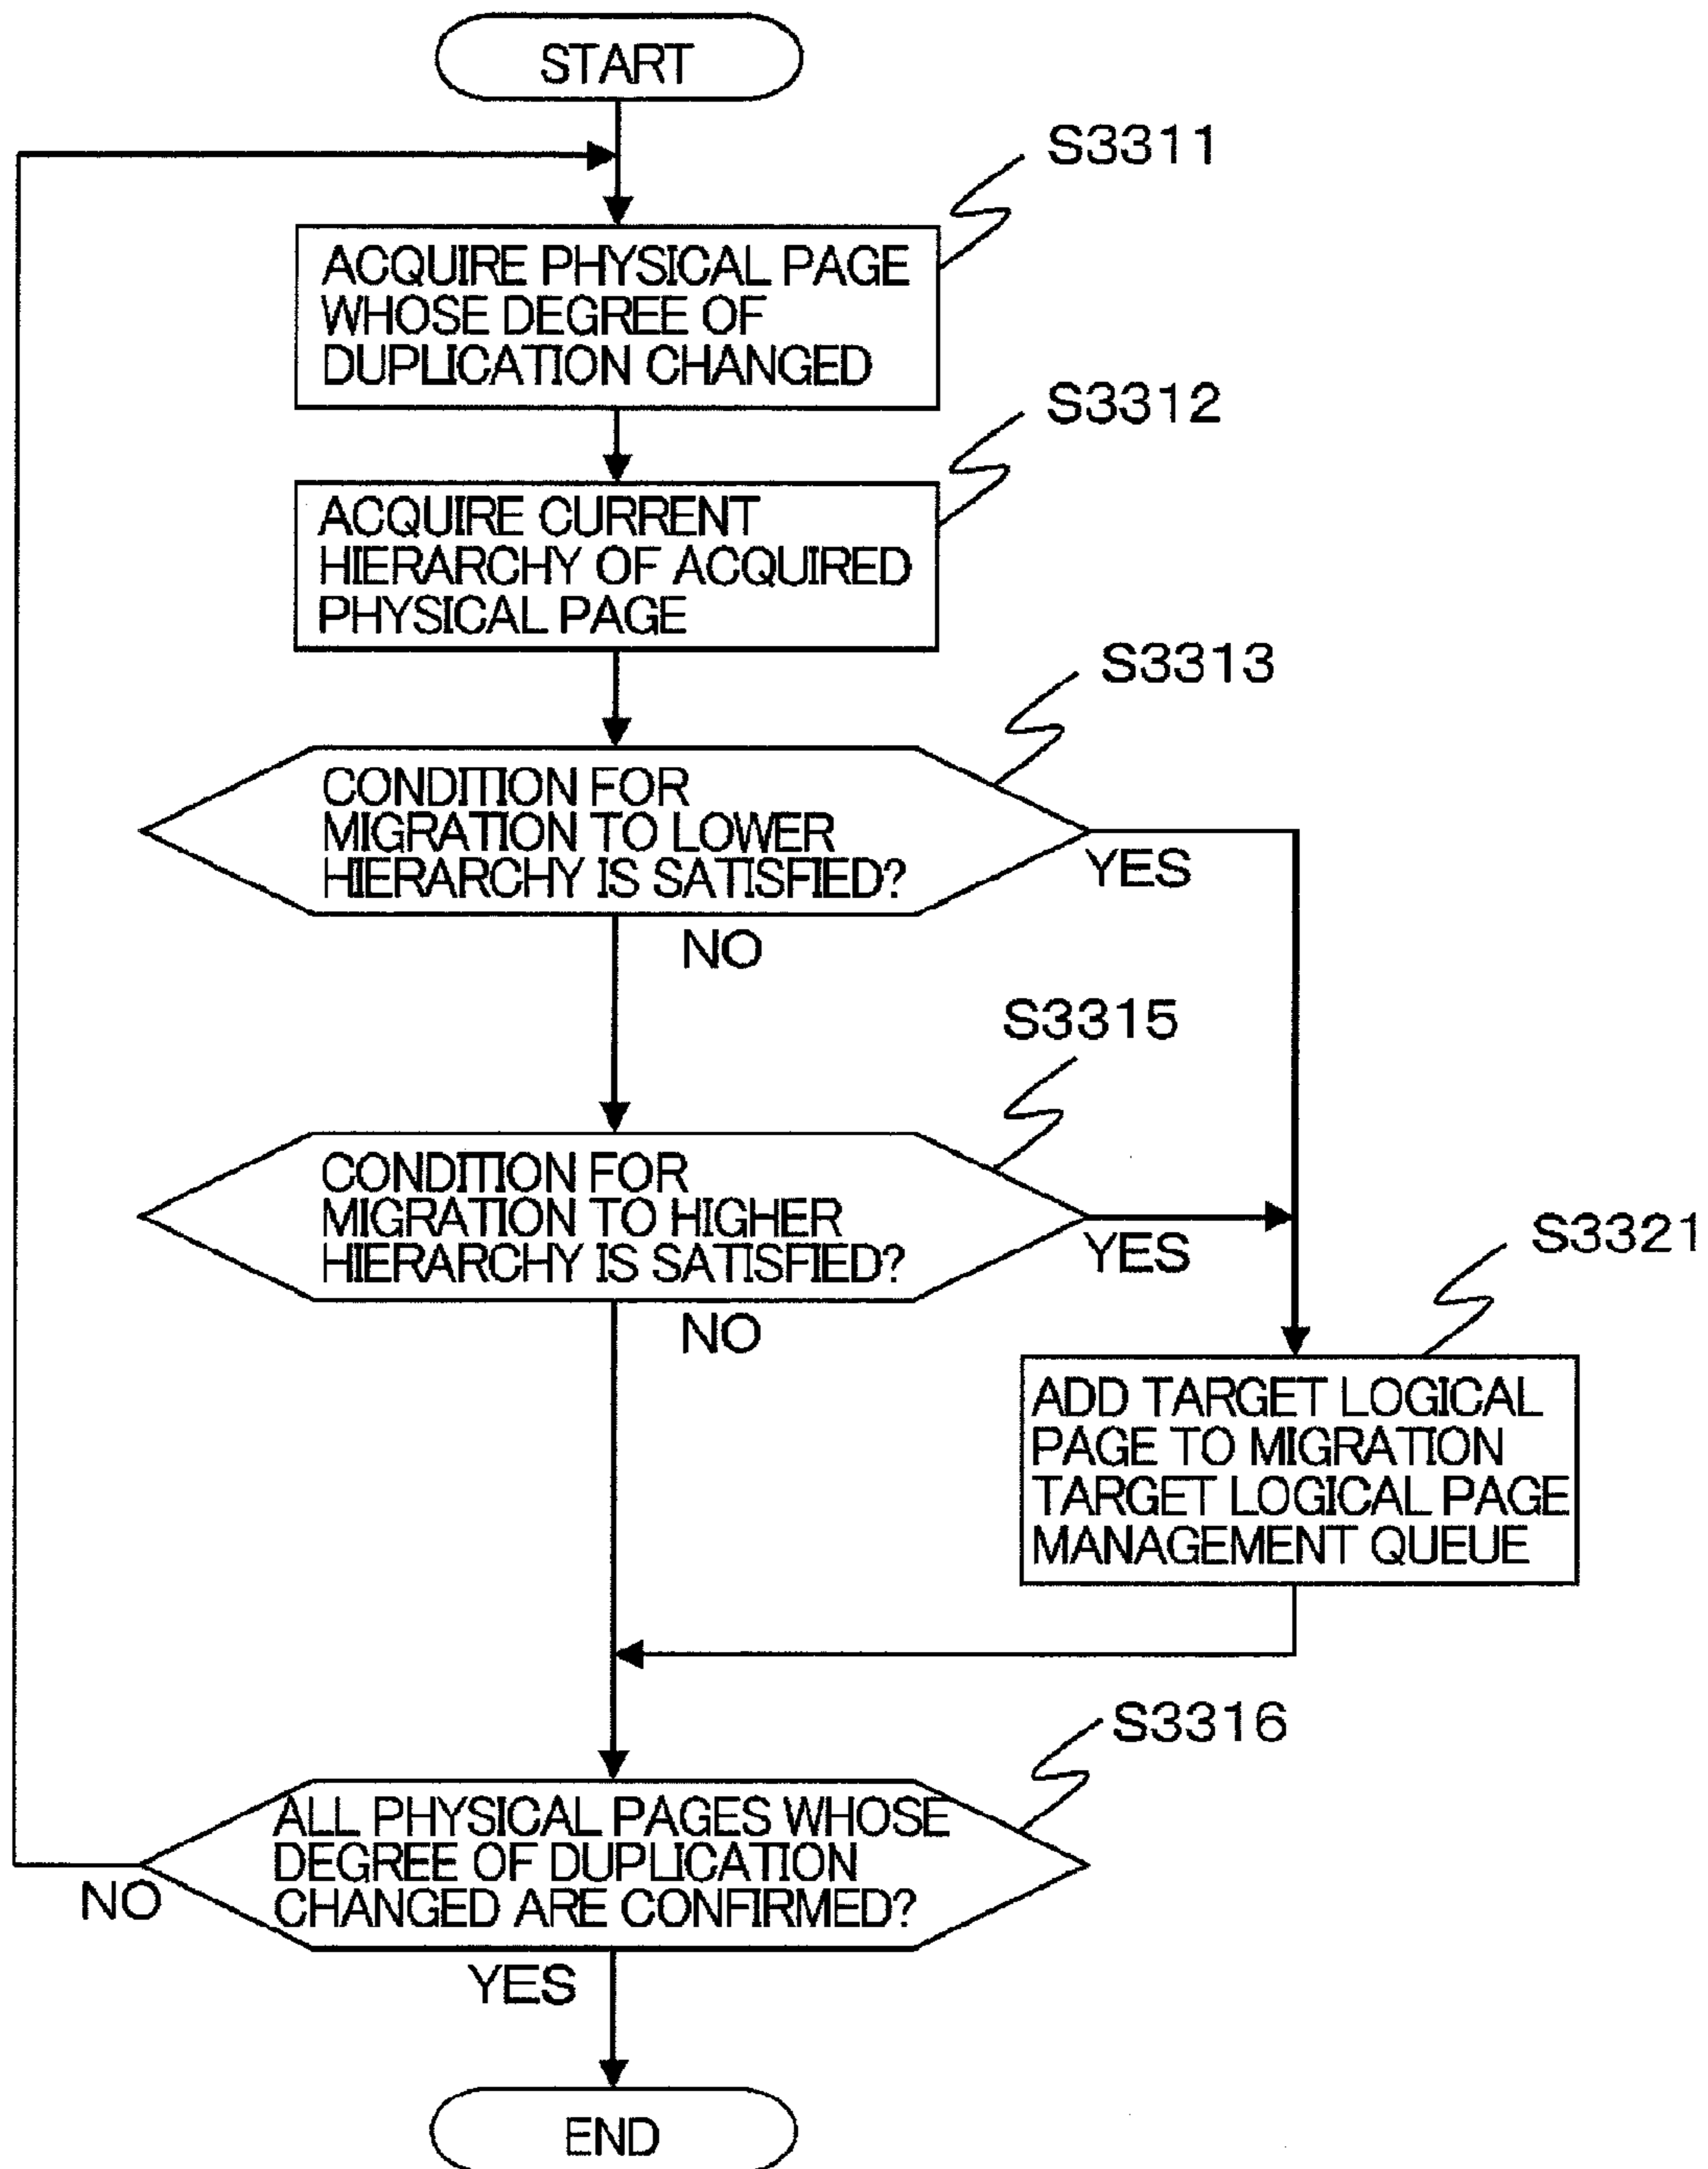 START
S3311
ACQUIRE PHYSICAL PAGE
WHOSE DEGREE OF
DUPLICATION CHANGED
S3312
ACQUIRE CURRENT
HIERARCHY OF ACQUIRED
PHYSICAL PAGE
S3313
CONDITION FOR
MIGRATION TO LOWER
HIERARCHY IS SATISFIED?
YES
NO
S3315
CONDITION FOR
MIGRATION TO HIGHER
HIERARCHY IS SATISFIED?
YES
NO
S3321
ADD TARGET LOGICAL
PAGE TO MIGRATION
TARGET LOGICAL PAGE
MANAGEMENT QUEUE
S3316
ALL PHYSICAL PAGES WHOSE
DEGREE OF DUPLICATION
CHANGED ARE CONFIRMED?
NO
YES
END